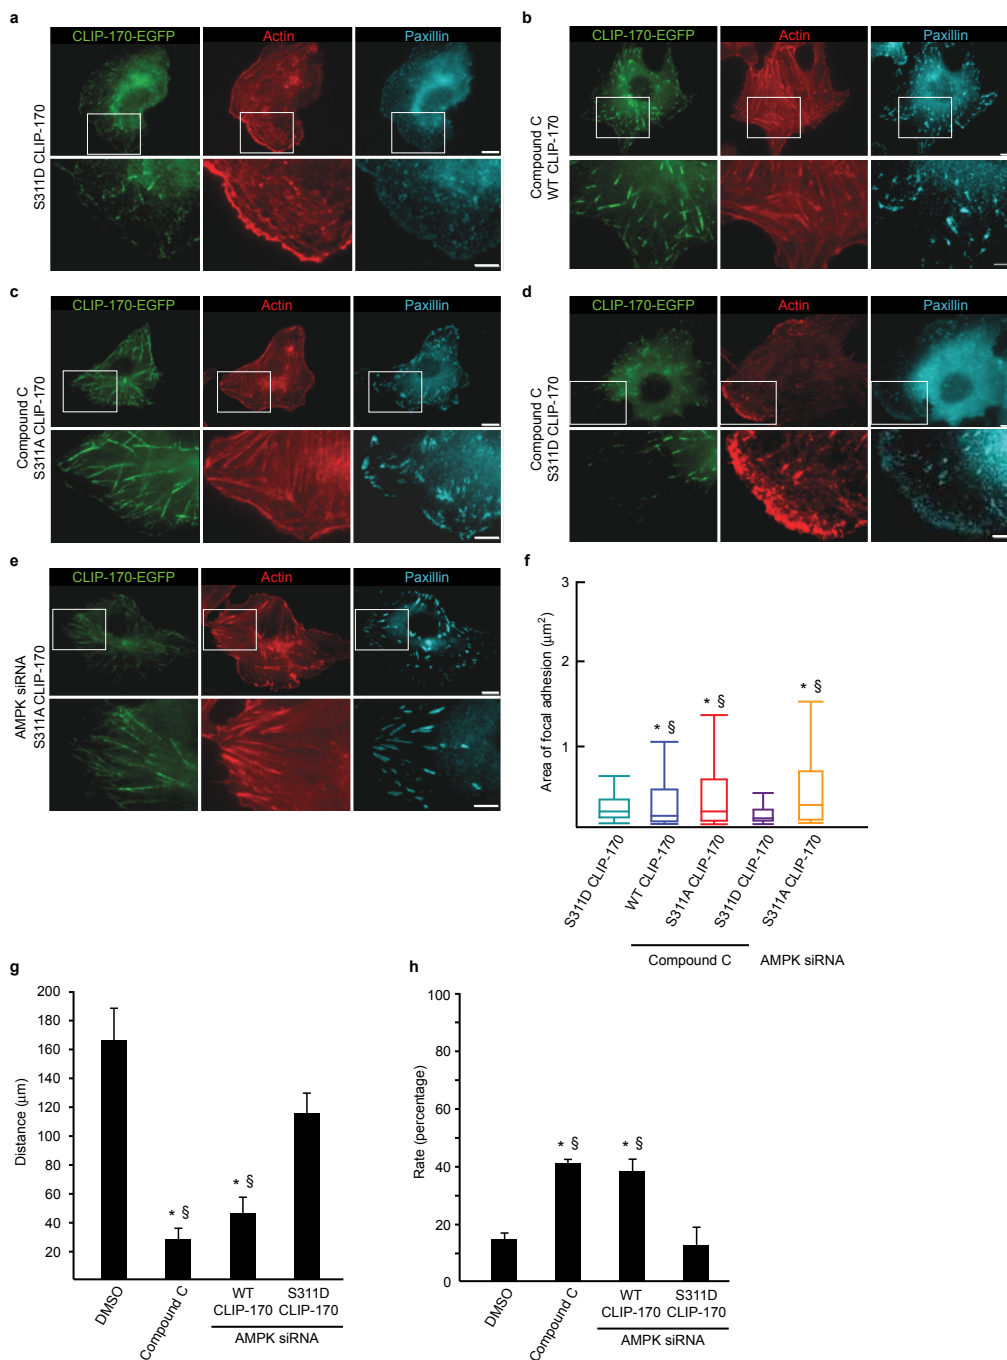 a
CLIP-170-EGFP Actin Paxillin
S311D CLIP-170
b
CLIP-170-EGFP Actin Paxillin
Compound C
WT CLIP-170
c
CLIP-170-EGFP Actin Paxillin
Compound C
S311A CLIP-170
d
CLIP-170-EGFP Actin Paxillin
Compound C
S311D CLIP-170
e
CLIP-170-EGFP Actin Paxillin
AMPK siRNA
S311A CLIP-170
f
Area of focal adhesion (μm²)
3
2
1
0
* §
* §
* §
S311D CLIP-170
WT CLIP-170
S311A CLIP-170
S311D CLIP-170
S311A CLIP-170
Compound C
AMPK siRNA
g
Distance (μm)
200
180
160
140
120
100
80
60
40
20
* §
* §
DMSO
Compound C
WT
CLIP-170
S311D
CLIP-170
AMPK siRNA
h
Rate (percentage)
100
80
60
40
20
0
* §
* §
DMSO
Compound C
WT
CLIP-170
S311D
CLIP-170
AMPK siRNA